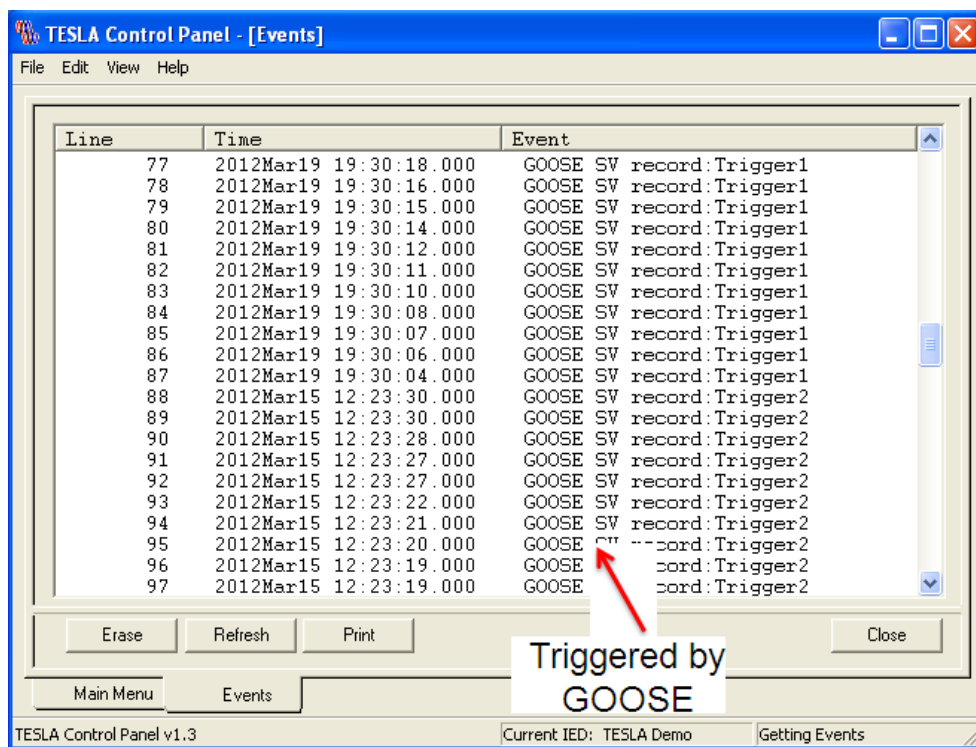 TESLA Control Panel - [Events]
File Edit View Help
Line Time Event
77 2012Mar19 19:30:18.000 GOOSE SV record:Trigger1
78 2012Mar19 19:30:16.000 GOOSE SV record:Trigger1
79 2012Mar19 19:30:15.000 GOOSE SV record:Trigger1
80 2012Mar19 19:30:14.000 GOOSE SV record:Trigger1
81 2012Mar19 19:30:12.000 GOOSE SV record:Trigger1
82 2012Mar19 19:30:11.000 GOOSE SV record:Trigger1
83 2012Mar19 19:30:10.000 GOOSE SV record:Trigger1
84 2012Mar19 19:30:08.000 GOOSE SV record:Trigger1
85 2012Mar19 19:30:07.000 GOOSE SV record:Trigger1
86 2012Mar19 19:30:06.000 GOOSE SV record:Trigger1
87 2012Mar19 19:30:04.000 GOOSE SV record:Trigger1
88 2012Mar15 12:23:30.000 GOOSE SV record:Trigger2
89 2012Mar15 12:23:30.000 GOOSE SV record:Trigger2
90 2012Mar15 12:23:28.000 GOOSE SV record:Trigger2
91 2012Mar15 12:23:27.000 GOOSE SV record:Trigger2
92 2012Mar15 12:23:27.000 GOOSE SV record:Trigger2
93 2012Mar15 12:23:22.000 GOOSE SV record:Trigger2
94 2012Mar15 12:23:21.000 GOOSE SV record:Trigger2
95 2012Mar15 12:23:20.000 GOOSE SV record:Trigger2
96 2012Mar15 12:23:19.000 GOOSE cord:Trigger2
97 2012Mar15 12:23:19.000 GOOSE cord:Trigger2
Erase Refresh Print Close
Triggered by
GOOSE
Main Menu Events
TESLA Control Panel v1.3 Current IED: TESLA Demo Getting Events